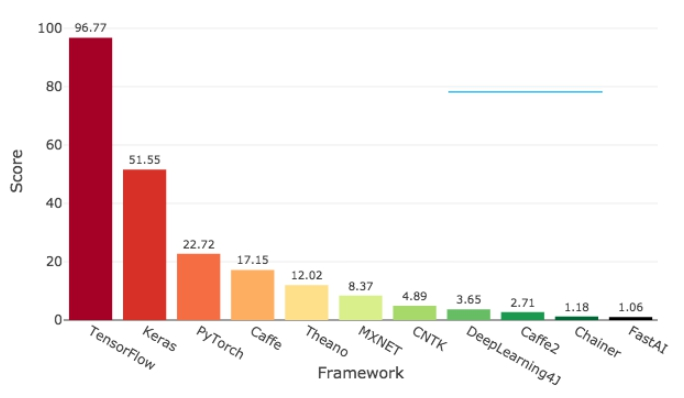 100
80
60
40
20
0
Score
96.77
51.55
22.72
17.15
12.02
8.37
4.89
3.65
2.71
1.18
1.06
TensorFlow
Keras
PyTorch
Caffe
Theano
MXNET
CNTK
DeepLearning4J
Caffe2
Chainer
FastAI
Framework